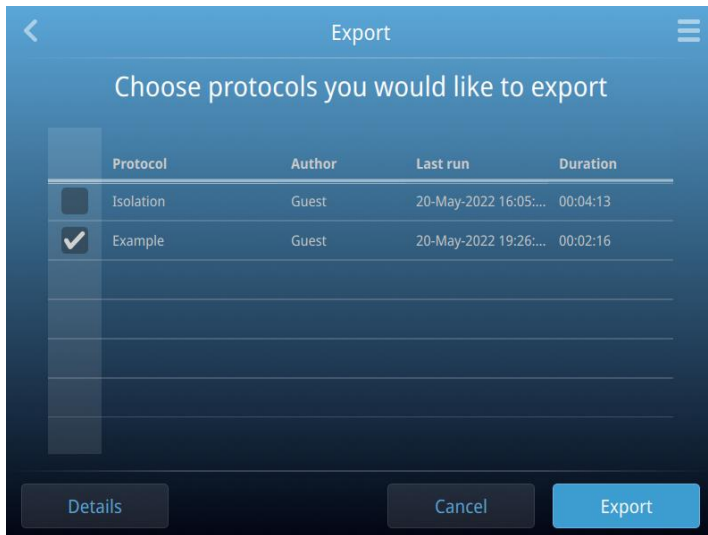 Export
Choose protocols you would like to export
Protocol Author Last run Duration
Isolation Guest 20-May-2022 16:05:... 00:04:13
Example Guest 20-May-2022 19:26:... 00:02:16
Details Cancel Export